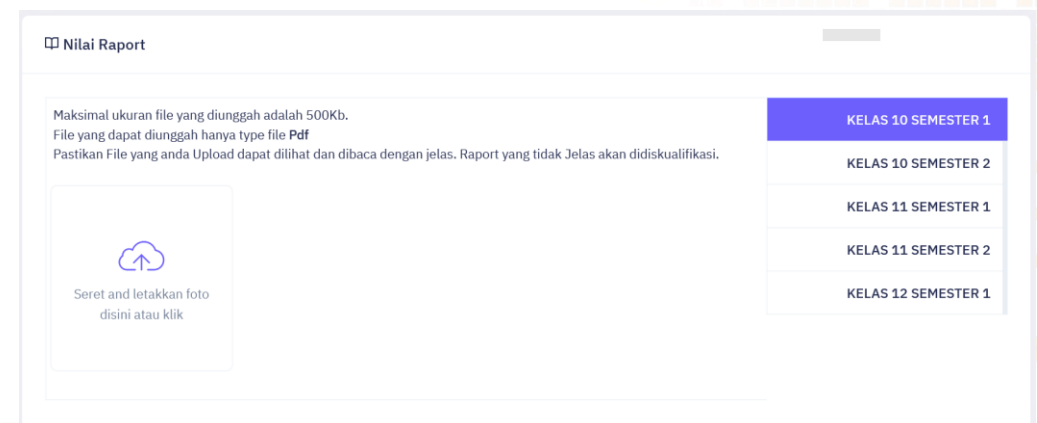 Nilai Raport
Maksimal ukuran file yang diunggah adalah 500Kb.
File yang dapat diunggah hanya type file Pdf
Pastikan File yang anda Upload dapat dilihat dan dibaca dengan jelas. Raport yang tidak Jelas akan didiskualifikasi.
Seret and letakkan foto
disini atau klik
KELAS 10 SEMESTER 1
KELAS 10 SEMESTER 2
KELAS 11 SEMESTER 1
KELAS 11 SEMESTER 2
KELAS 12 SEMESTER 1